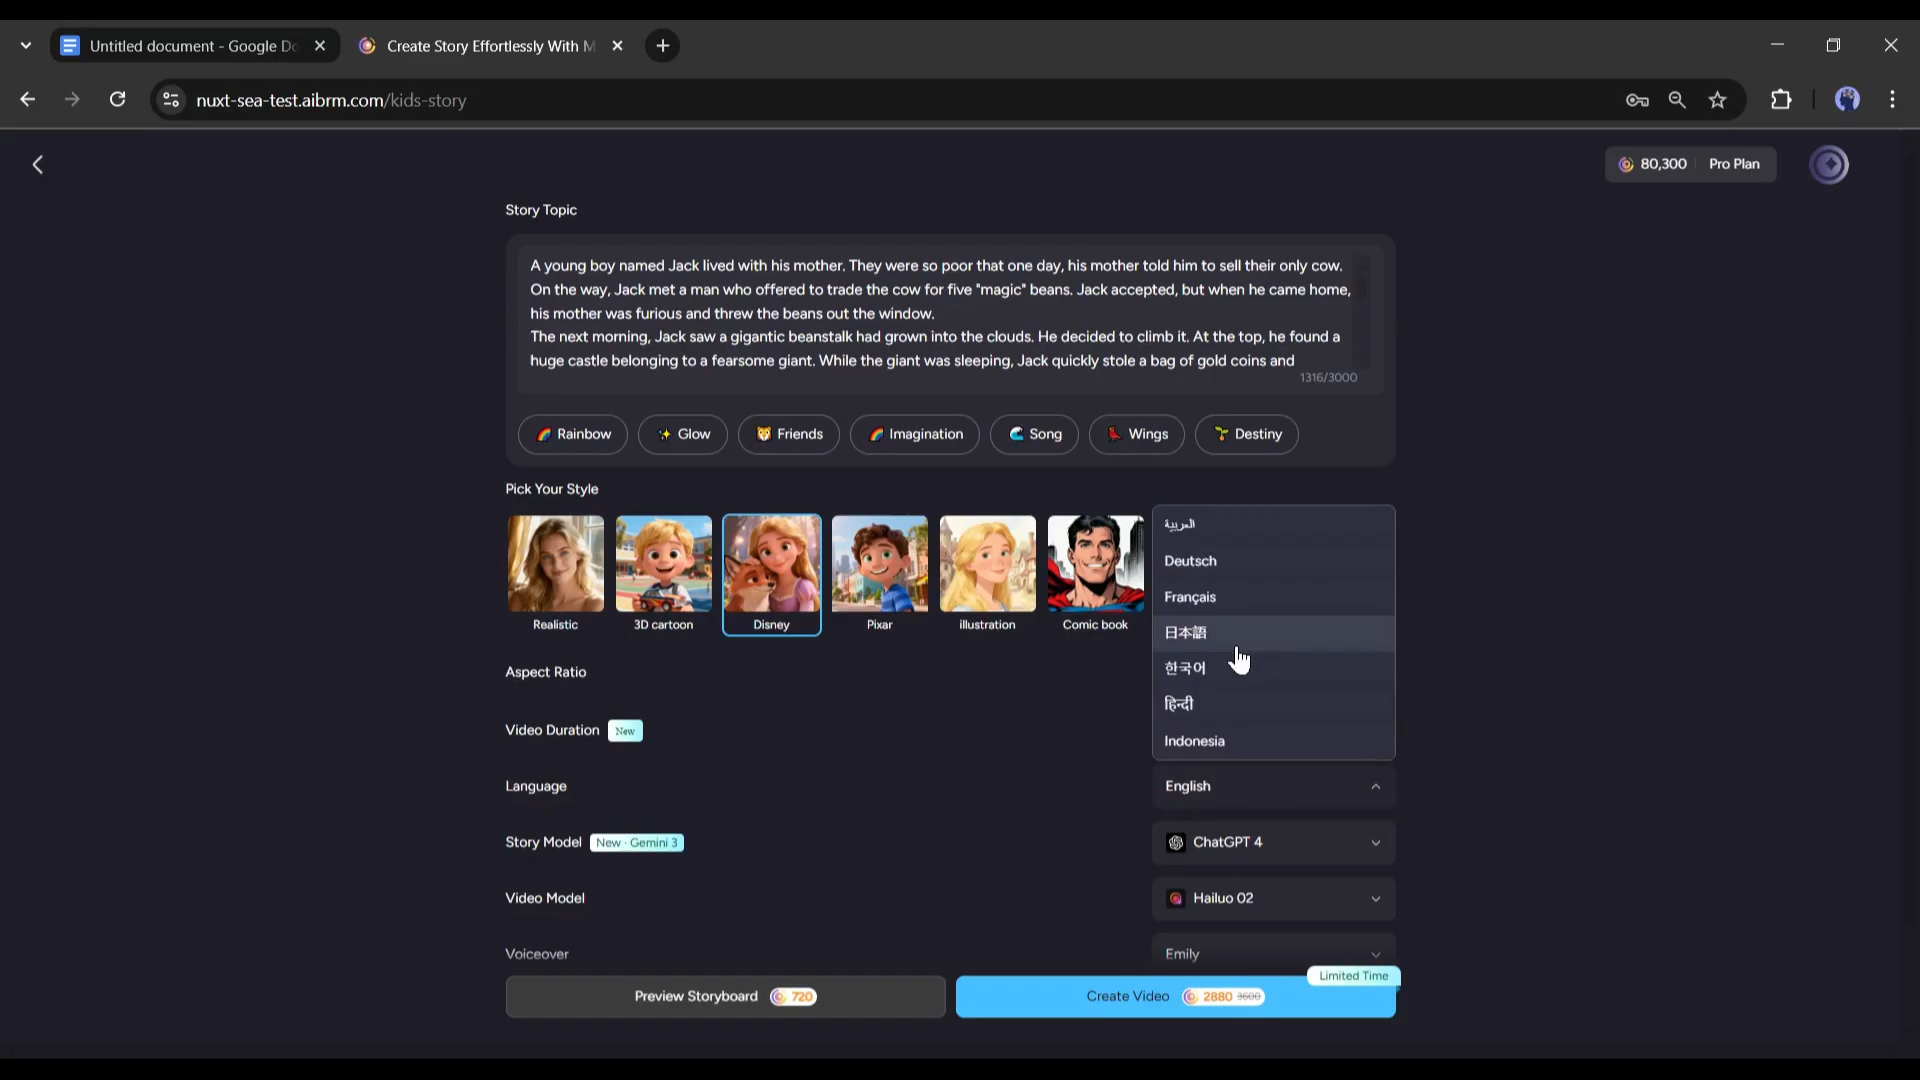 Untitled document - Google Do
Create Story Effortlessly With M
nuxt-sea-test.aibrm.com/kids-story
80,300 Pro Plan
Story Topic
A young boy named Jack lived with his mother. They were so poor that one day, his mother told him to sell their only cow.
On the way, Jack met a man who offered to trade the cow for five "magic" beans. Jack accepted, but when he came home,
his mother was furious and threw the beans out the window.
The next morning, Jack saw a gigantic beanstalk had grown into the clouds. He decided to climb it. At the top, he found a
huge castle belonging to a fearsome giant. While the giant was sleeping, Jack quickly stole a bag of gold coins and
1316/3000
Rainbow Glow Friends Imagination Song Wings Destiny
Pick Your Style
Realistic 3D cartoon Disney Pixar illustration Comic book
العربية
Deutsch
Français
日本語
한국어
हिन्दी
Indonesia
Aspect Ratio
Video Duration New
Language English
Story Model New · Gemini 3 ChatGPT 4
Video Model Hailuo 02
Voiceover Emily
Limited Time
Preview Storyboard 720 Create Video 2880 3600